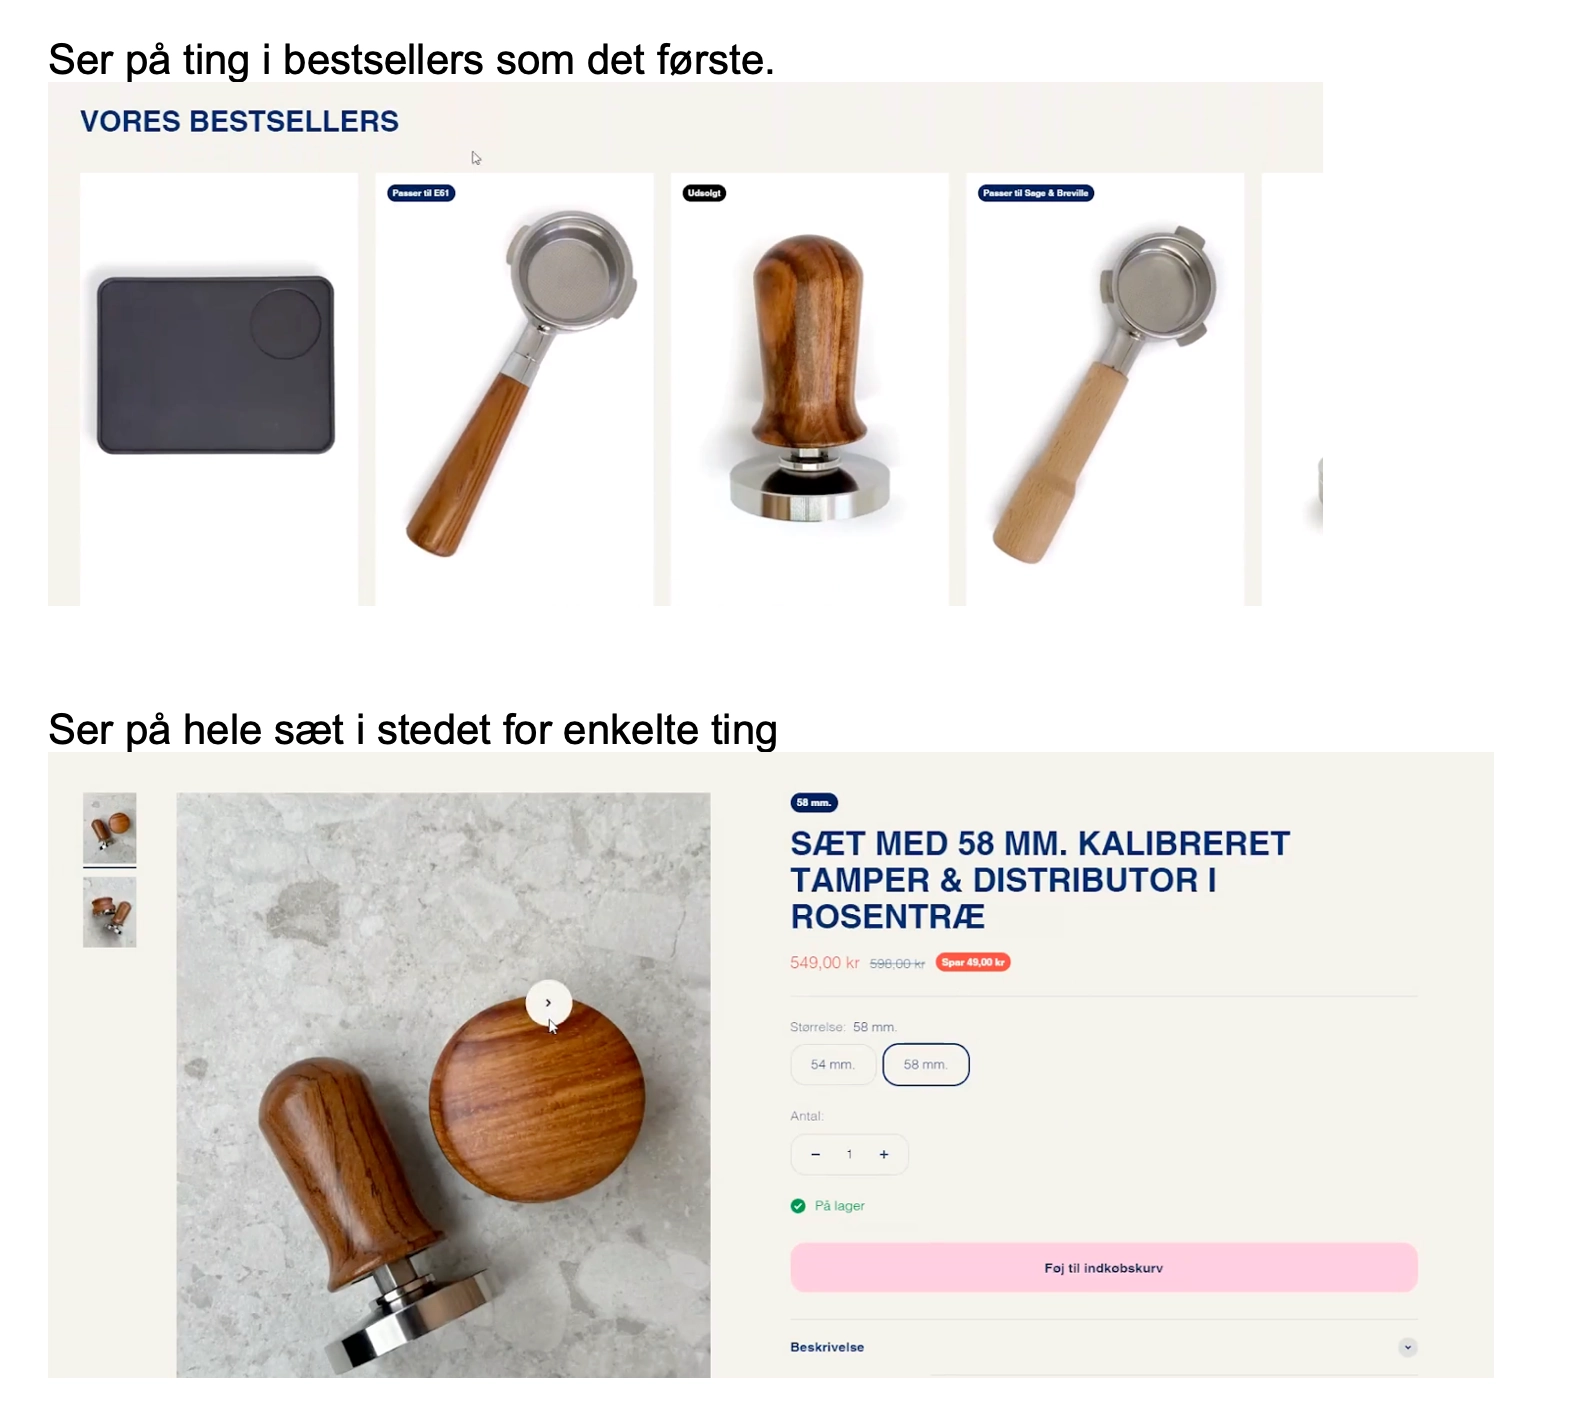 Ser på ting i bestsellers som det første.
VORES BESTSELLERS
Passer til E61
Udsolgt
Passer til Sage & Breville
Ser på hele sæt i stedet for enkelte ting
58 mm.
SÆT MED 58 MM. KALIBRERET
TAMPER & DISTRIBUTOR I
ROSENTRÆ
549,00 kr 598,00 kr Spar 49,00 kr
Størrelse: 58 mm.
54 mm. 58 mm.
Antal:
− 1 +
På lager
Føj til indkøbskurv
Beskrivelse